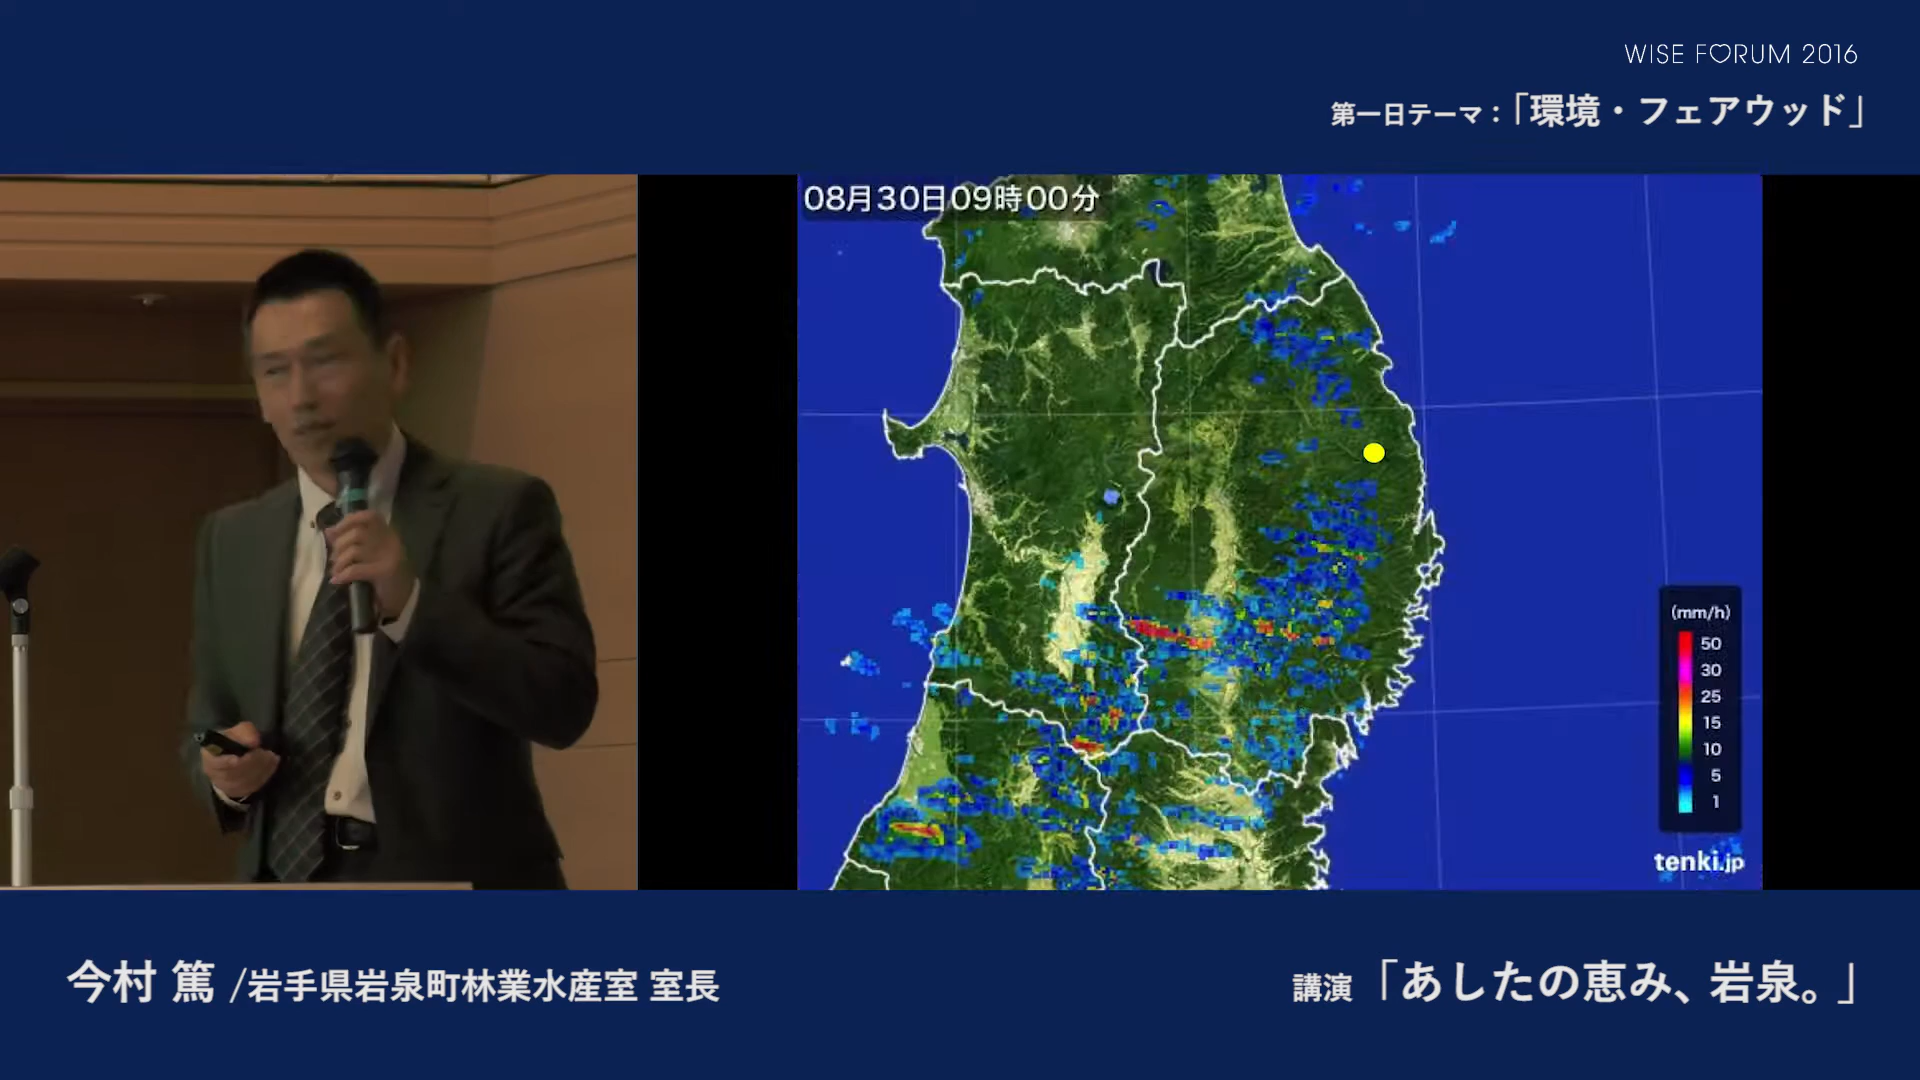 WISE FORUM 2016
第一日テーマ：「環境・フェアウッド」
08月30日09時00分
(mm/h)
50
30
25
15
10
5
1
tenki.jp
今村 篤 /岩手県岩泉町林業水産室 室長
講演「あしたの恵み、岩泉。」